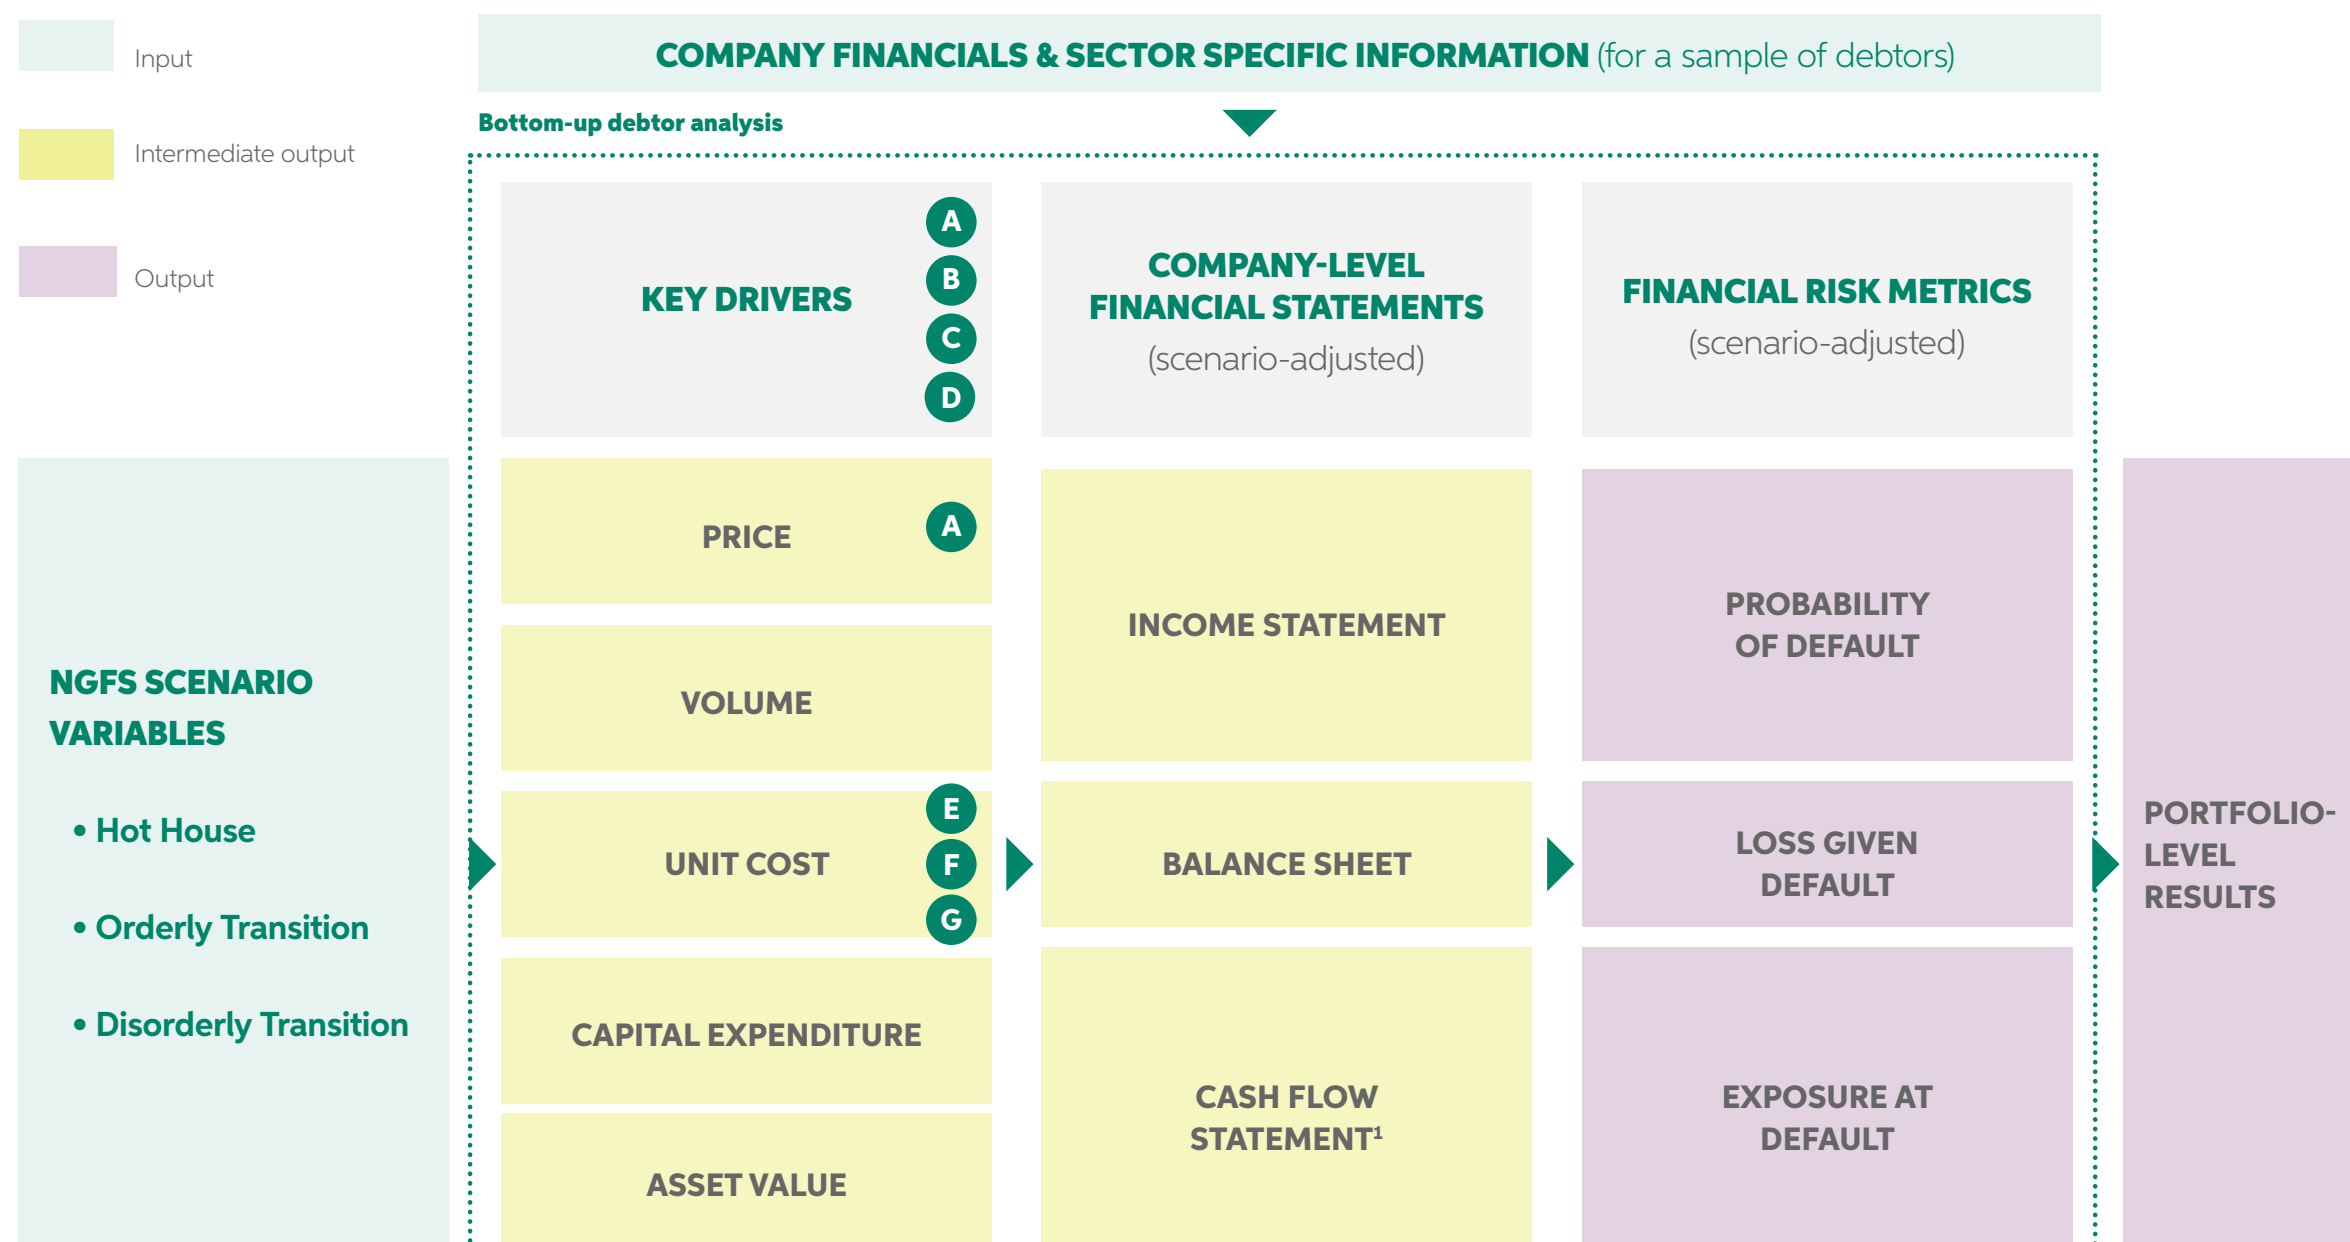 Input
Intermediate output
Output
COMPANY FINANCIALS & SECTOR SPECIFIC INFORMATION (for a sample of debtors)
Bottom-up debtor analysis
KEY DRIVERS
A
B
C
D
COMPANY-LEVEL
FINANCIAL STATEMENTS
(scenario-adjusted)
FINANCIAL RISK METRICS
(scenario-adjusted)
NGFS SCENARIO
VARIABLES
• Hot House
• Orderly Transition
• Disorderly Transition
PRICE
A
VOLUME
UNIT COST
E
F
G
CAPITAL EXPENDITURE
ASSET VALUE
INCOME STATEMENT
BALANCE SHEET
CASH FLOW
STATEMENT¹
PROBABILITY
OF DEFAULT
LOSS GIVEN
DEFAULT
EXPOSURE AT
DEFAULT
PORTFOLIO-
LEVEL
RESULTS